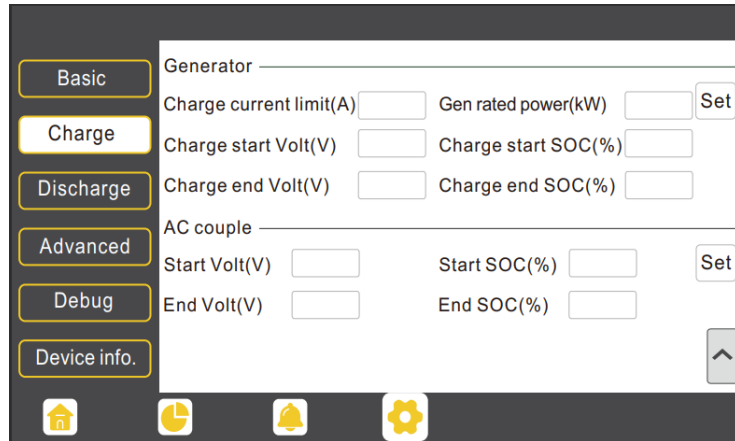 Basic
Charge
Discharge
Advanced
Debug
Device info.
Generator
Charge current limit(A) Gen rated power(kW) Set
Charge start Volt(V) Charge start SOC(%)
Charge end Volt(V) Charge end SOC(%)
AC couple
Start Volt(V) Start SOC(%) Set
End Volt(V) End SOC(%)